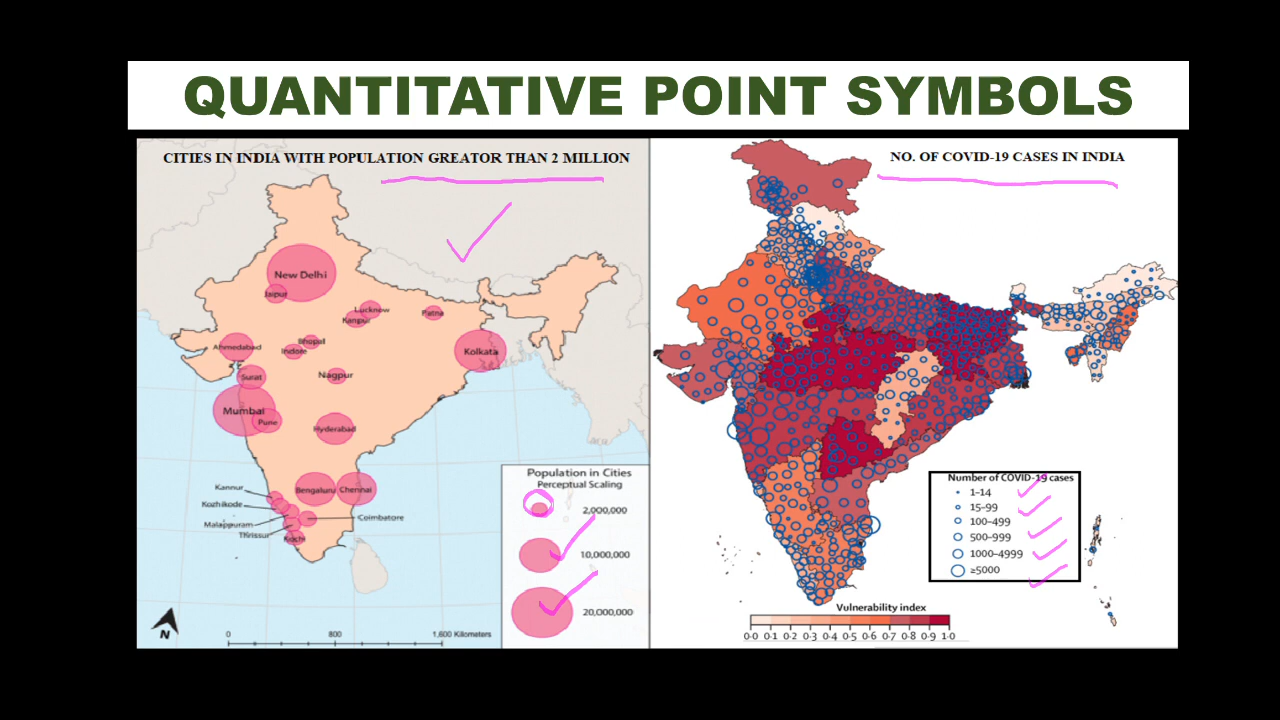 QUANTITATIVE POINT SYMBOLS
CITIES IN INDIA WITH POPULATION GREATOR THAN 2 MILLION
New Delhi
Jaipur
Lucknow
Kanpur
Patna
Bhopal
Ahmedabad
Indore
Kolkata
Surat
Nagpur
Mumbai
Pune
Hyderabad
Bengaluru
Chennai
Kannur
Kozhikode
Malappuram
Coimbatore
Thrissur
Kochi
Population in Cities
Perceptual Scaling
2,000,000
10,000,000
20,000,000
N
0 800 1,600 Kilometers
NO. OF COVID-19 CASES IN INDIA
Number of COVID-19 cases
1–14
15–99
100–499
500–999
1000–4999
≥5000
Vulnerability index
0·0 0·1 0·2 0·3 0·4 0·5 0·6 0·7 0·8 0·9 1·0